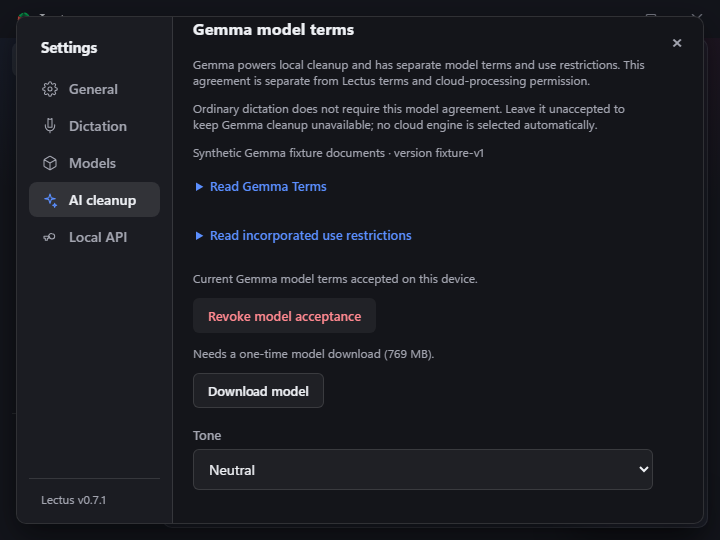 Settings
General
Dictation
Models
AI cleanup
Local API
Lectus v0.7.1
Gemma model terms
Gemma powers local cleanup and has separate model terms and use restrictions. This
agreement is separate from Lectus terms and cloud-processing permission.
Ordinary dictation does not require this model agreement. Leave it unaccepted to
keep Gemma cleanup unavailable; no cloud engine is selected automatically.
Synthetic Gemma fixture documents · version fixture-v1
Read Gemma Terms
Read incorporated use restrictions
Current Gemma model terms accepted on this device.
Revoke model acceptance
Needs a one-time model download (769 MB).
Download model
Tone
Neutral